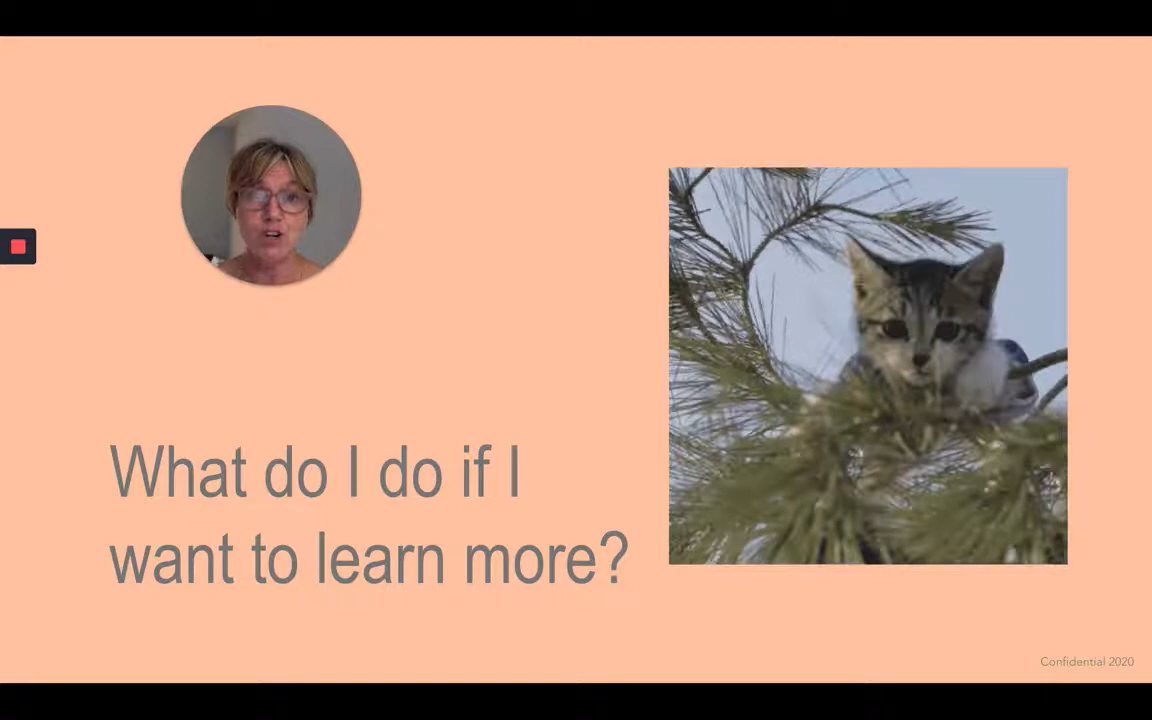 What do I do if I
want to learn more?
Confidential 2020